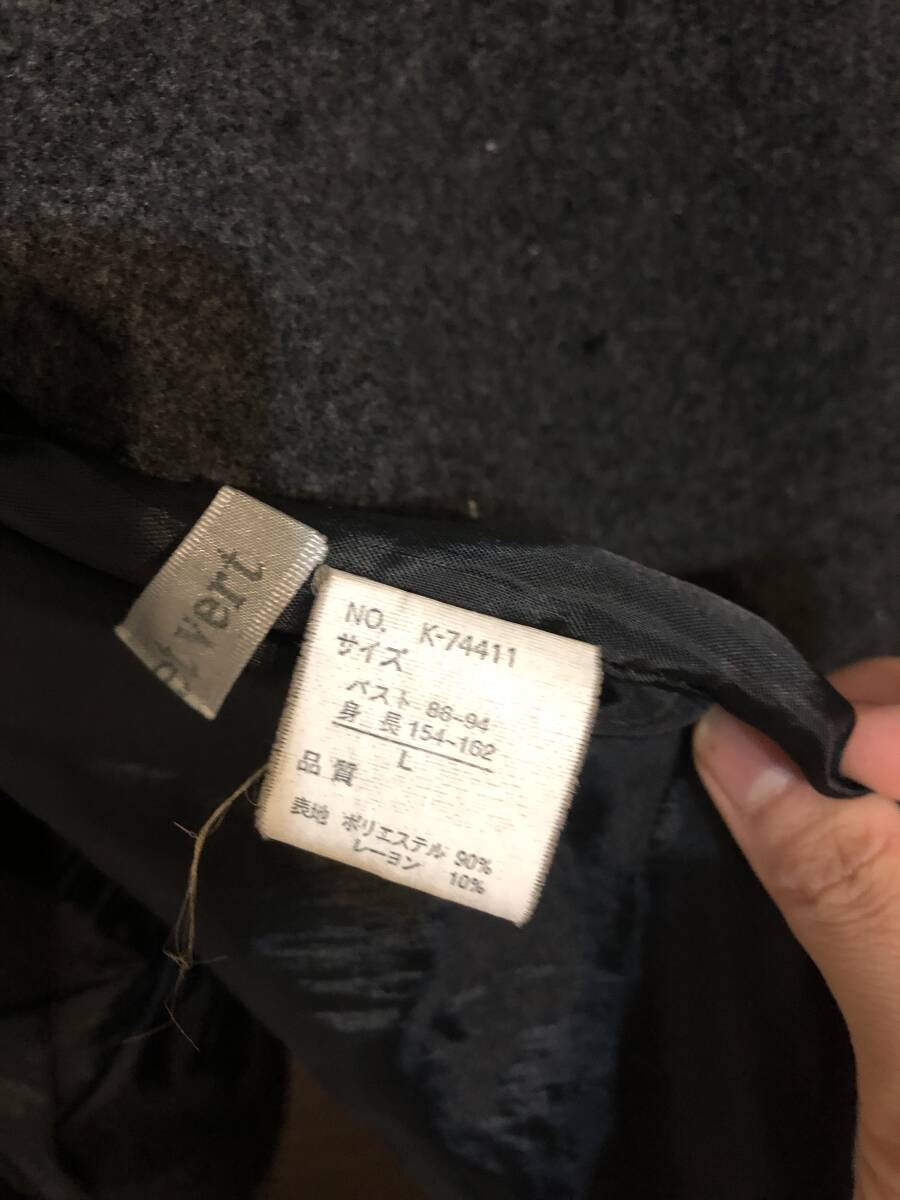 vert
NO. K-74411
サイズ
バスト 86-94
身長 154~162
L
品質
表地 ポリエステル 90%
レーヨン 10%